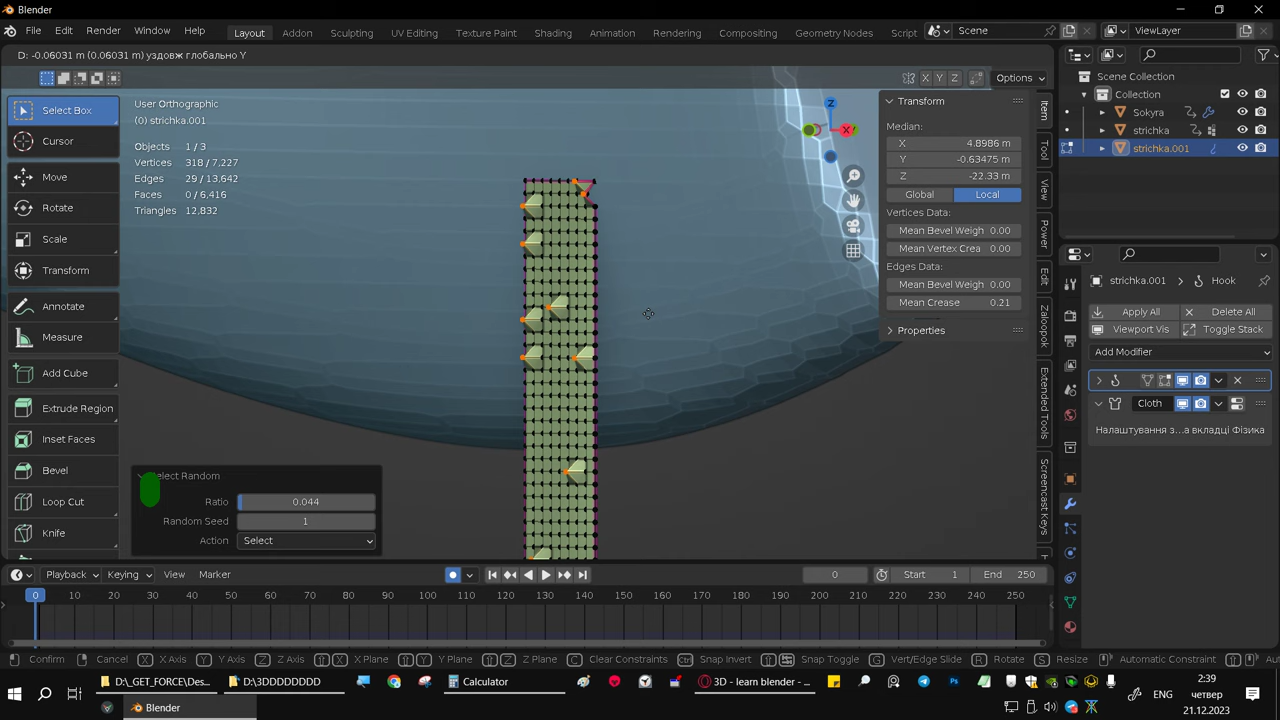 Blender
File Edit Render Window Help Layout Addon Sculpting UV Editing Texture Paint Shading Animation Rendering Compositing Geometry Nodes Script Scene ViewLayer
D: -0.06031 m (0.06031 m) уздовж глобально Y
X Y Z Options
Select Box
Cursor
Move
Rotate
Scale
Transform
Annotate
Measure
Add Cube
Extrude Region
Inset Faces
Bevel
Loop Cut
Knife
User Orthographic
(0) strichka.001
Objects 1 / 3
Vertices 318 / 7,227
Edges 29 / 13,642
Faces 0 / 6,416
Triangles 12,832
Z
X
Transform
Median:
X 4.8986 m
Y -0.63475 m
Z -22.33 m
Global Local
Vertices Data:
Mean Bevel Weigh 0.00
Mean Vertex Crea 0.00
Edges Data:
Mean Bevel Weigh 0.00
Mean Crease 0.21
Properties
Item
Tool
View
Power
Edit
Zaloopok
Extended Tools
Screencast Keys
Scene Collection
Collection
Sokyra
strichka
strichka.001
strichka.001 Hook
Apply All Delete All
Viewport Vis Toggle Stack
Add Modifier
Cloth
Налаштування з...а вкладці Фізика
Select Random
Ratio 0.044
Random Seed 1
Action Select
Playback Keying View Marker 0 Start 1 End 250
0 10 20 30 40 50 60 70 80 90 100 110 120 130 140 150 160 170 180 190 200 210 220 230 240 250
Confirm Cancel X X Axis Y Y Axis Z Z Axis X X Plane Y Y Plane Z Z Plane C Clear Constraints Snap Invert Snap Toggle G Vert/Edge Slide R Rotate S Resize Automatic Constraint
D:\_GET_FORCE\Des... D:\3DDDDDDDD Calculator 3D - learn blender - ... Ps ENG 2:39
четвер
Blender 21.12.2023